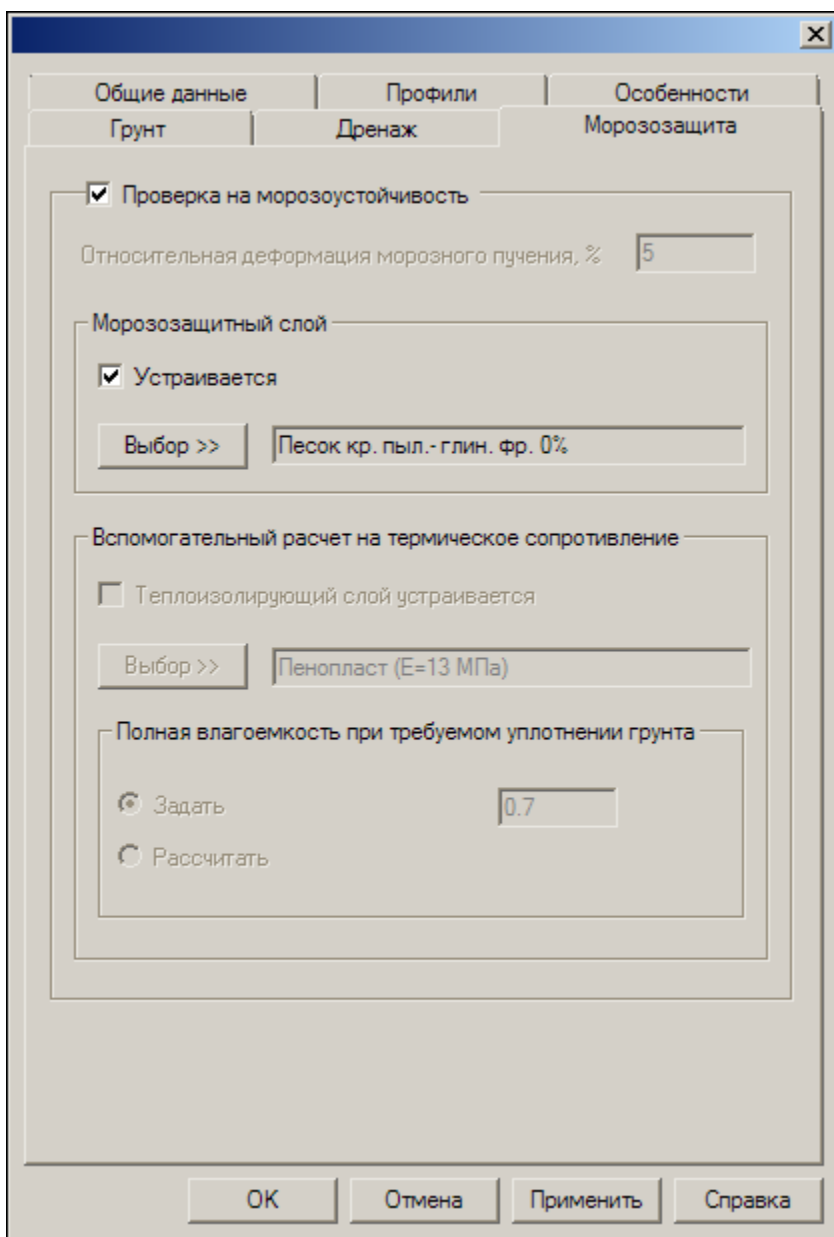 Общие данные Профили Особенности
Грунт Дренаж Морозозащита
Проверка на морозоустойчивость
Относительная деформация морозного пучения, % 5
Морозозащитный слой
Устраивается
Выбор >> Песок кр. пыл.- глин. фр. 0%
Вспомогательный расчет на термическое сопротивление
Теплоизолирующий слой устраивается
Выбор >> Пенопласт (Е=13 МПа)
Полная влагоемкость при требуемом уплотнении грунта
Задать 0.7
Рассчитать
ОК Отмена Применить Справка